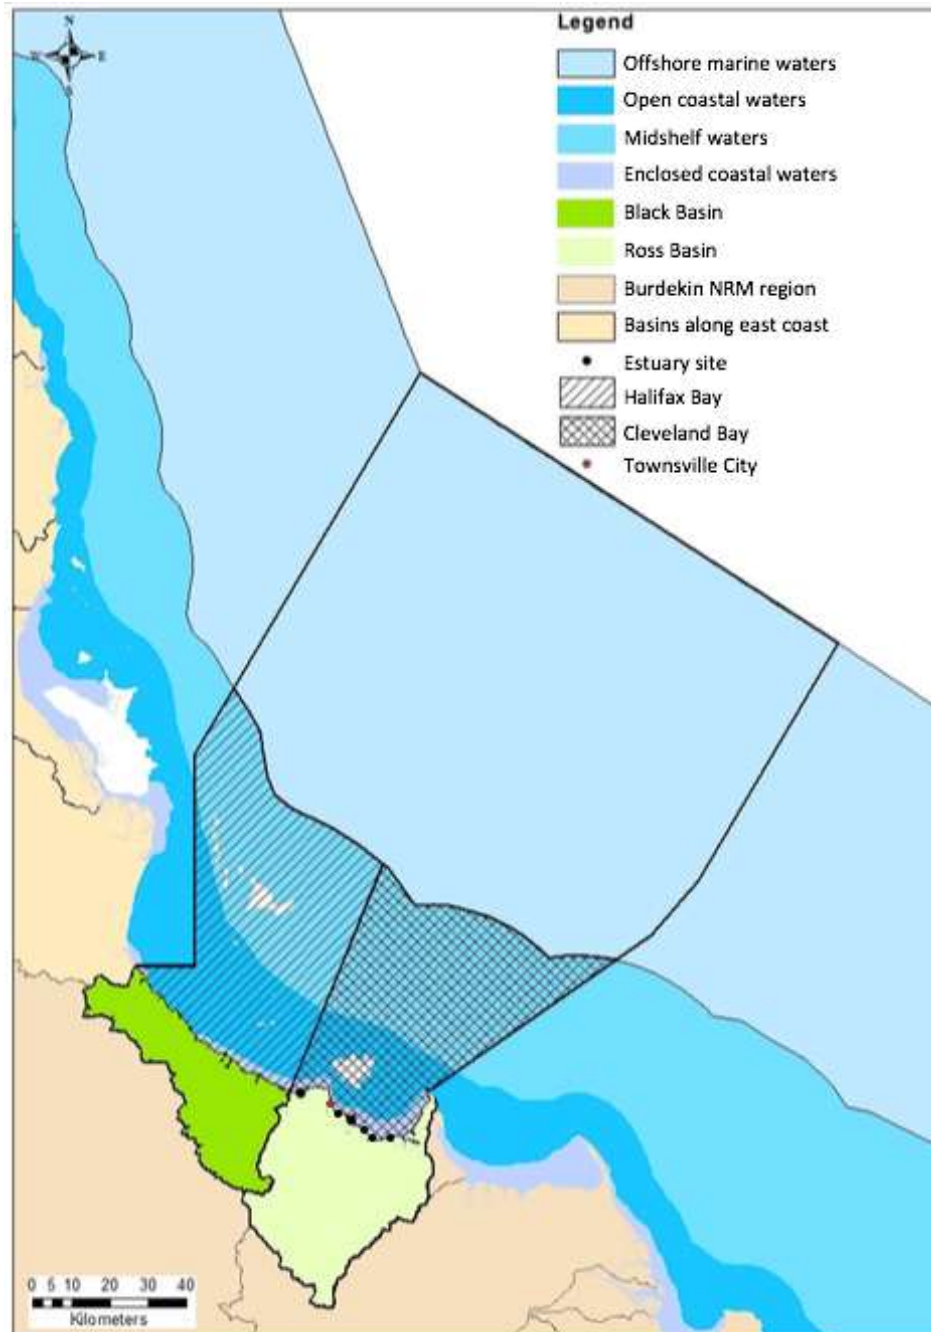 N
E
S
Legend
Offshore marine waters
Open coastal waters
Midshelf waters
Enclosed coastal waters
Black Basin
Ross Basin
Burdekin NRM region
Basins along east coast
Estuary site
Halifax Bay
Cleveland Bay
Townsville City
0 5 10 20 30 40
Kilometers